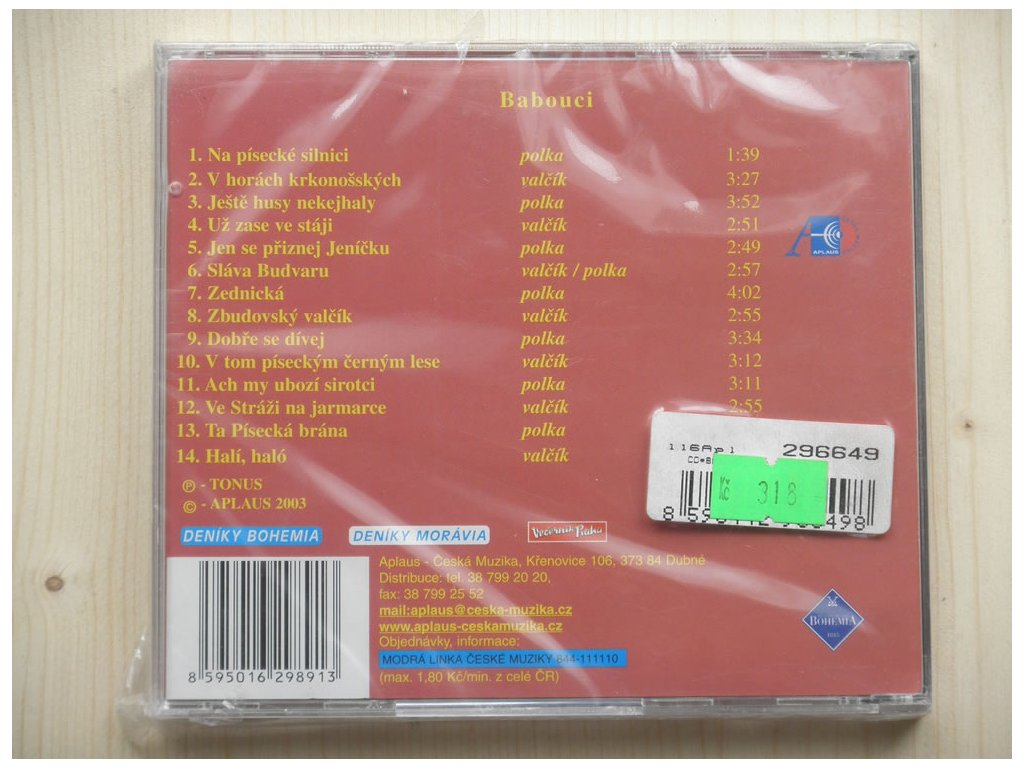 Babouci
1. Na písecké silnici polka 1:39
2. V horách krkonošských valčík 3:27
3. Ještě husy nekejhaly polka 3:52
4. Už zase ve stáji valčík 2:51
5. Jen se přiznej Jeníčku polka 2:49
6. Sláva Budvaru valčík / polka 2:57
7. Zednická polka 4:02
8. Zbudovský valčík valčík 2:55
9. Dobře se dívej polka 3:34
10. V tom píseckým černým lese valčík 3:12
11. Ach my ubozí sirotci polka 3:11
12. Ve Stráži na jarmarce valčík 2:55
13. Ta Písecká brána polka
14. Halí, haló valčík
APLAUS
296649
Kč 318
℗ - TONUS
© - APLAUS 2003
DENÍKY BOHEMIA DENÍKY MORÁVIA Večerník Praha
Aplaus - Česká Muzika, Křenovice 106, 373 84 Dubné
Distribuce: tel. 38 799 20 20,
fax: 38 799 25 52
mail:aplaus@ceska-muzika.cz
www.aplaus-ceskamuzika.cz
Objednávky, informace:
MODRÁ LINKA ČESKÉ MUZIKY 844-111110
(max. 1,80 Kč/min. z celé ČR)
8 595016 298913
BOHEMIA